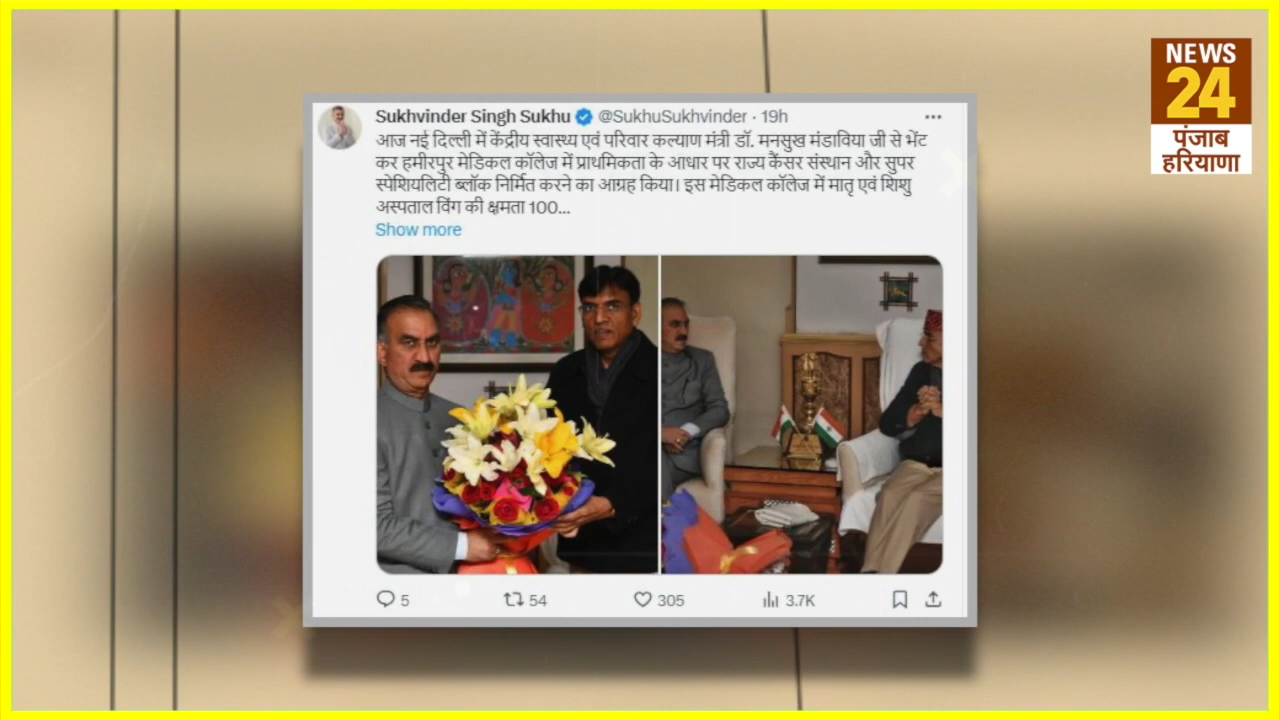 NEWS
24
पंजाब
हरियाणा
Sukhvinder Singh Sukhu @SukhuSukhvinder · 19h
आज नई दिल्ली में केंद्रीय स्वास्थ्य एवं परिवार कल्याण मंत्री डॉ. मनसुख मंडाविया जी से भेंट
कर हमीरपुर मेडिकल कॉलेज में प्राथमिकता के आधार पर राज्य कैंसर संस्थान और सुपर
स्पेशियलिटी ब्लॉक निर्मित करने का आग्रह किया। इस मेडिकल कॉलेज में मातृ एवं शिशु
अस्पताल विंग की क्षमता 100...
Show more
5 54 305 3.7K